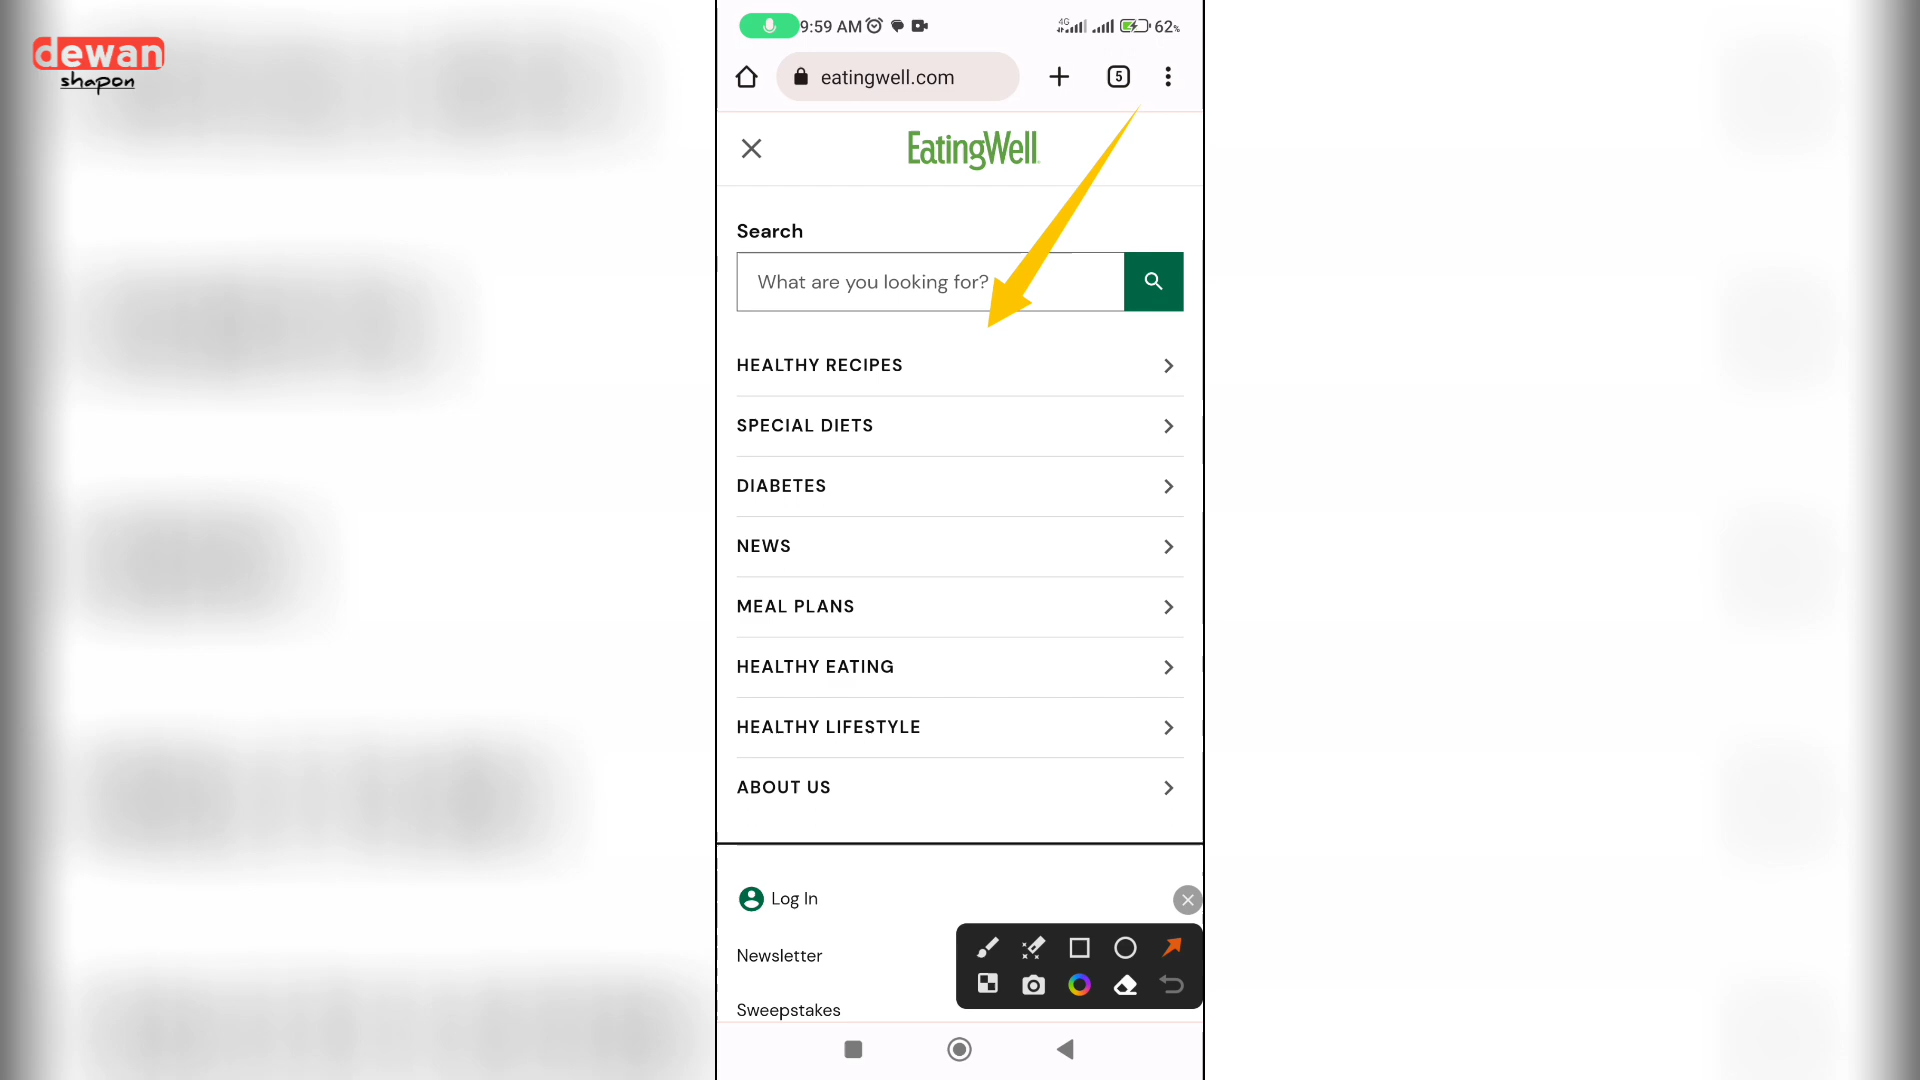 dewan
shapon
9:59 AM
4G
62%
eatingwell.com
5
EatingWell
Search
What are you looking for?
HEALTHY RECIPES
SPECIAL DIETS
DIABETES
NEWS
MEAL PLANS
HEALTHY EATING
HEALTHY LIFESTYLE
ABOUT US
Log In
Newsletter
Sweepstakes